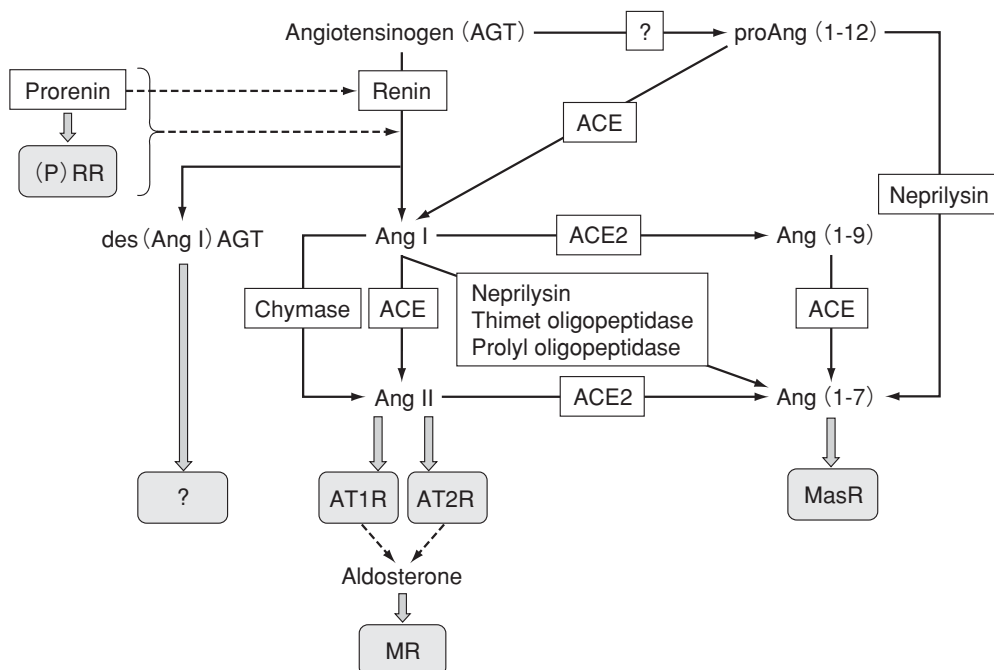 Angiotensinogen (AGT)
?
proAng (1-12)
Prorenin
Renin
ACE
(P) RR
Neprilysin
des (Ang I) AGT
Ang I
ACE2
Ang (1-9)
Chymase
ACE
Neprilysin
Thimet oligopeptidase
Prolyl oligopeptidase
ACE
Ang II
ACE2
Ang (1-7)
?
AT1R
AT2R
MasR
Aldosterone
MR